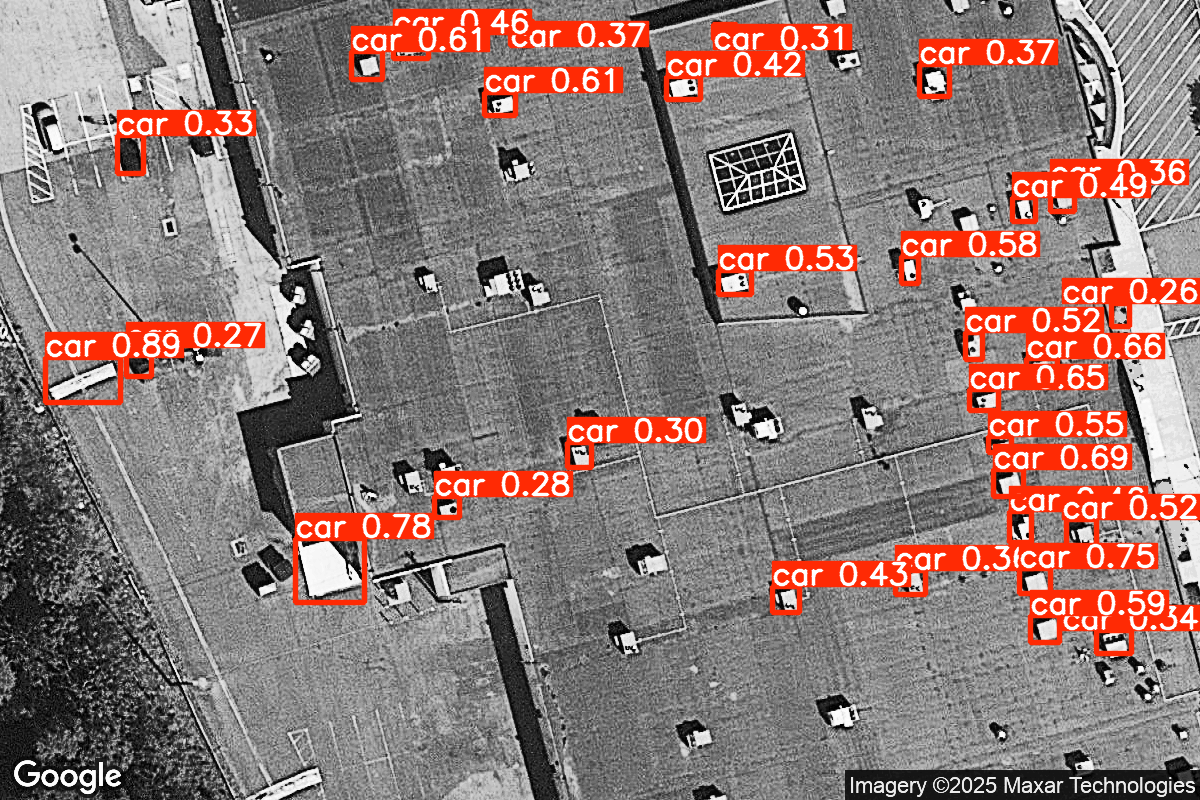 car 0.46
car 0.61
car 0.37
car 0.31
car 0.42
car 0.37
car 0.61
car 0.33
0.36
car 0.49
car 0.58
car 0.53
car 0.26
car 0.52
0.27
car 0.89
car 0.66
car 0.65
car 0.55
car 0.30
car 0.69
car 0.28
car
car 0.52
car 0.78
car 0.3
car 0.75
car 0.43
car 0.59
car 0.34
Google
Imagery ©2025 Maxar Technologies